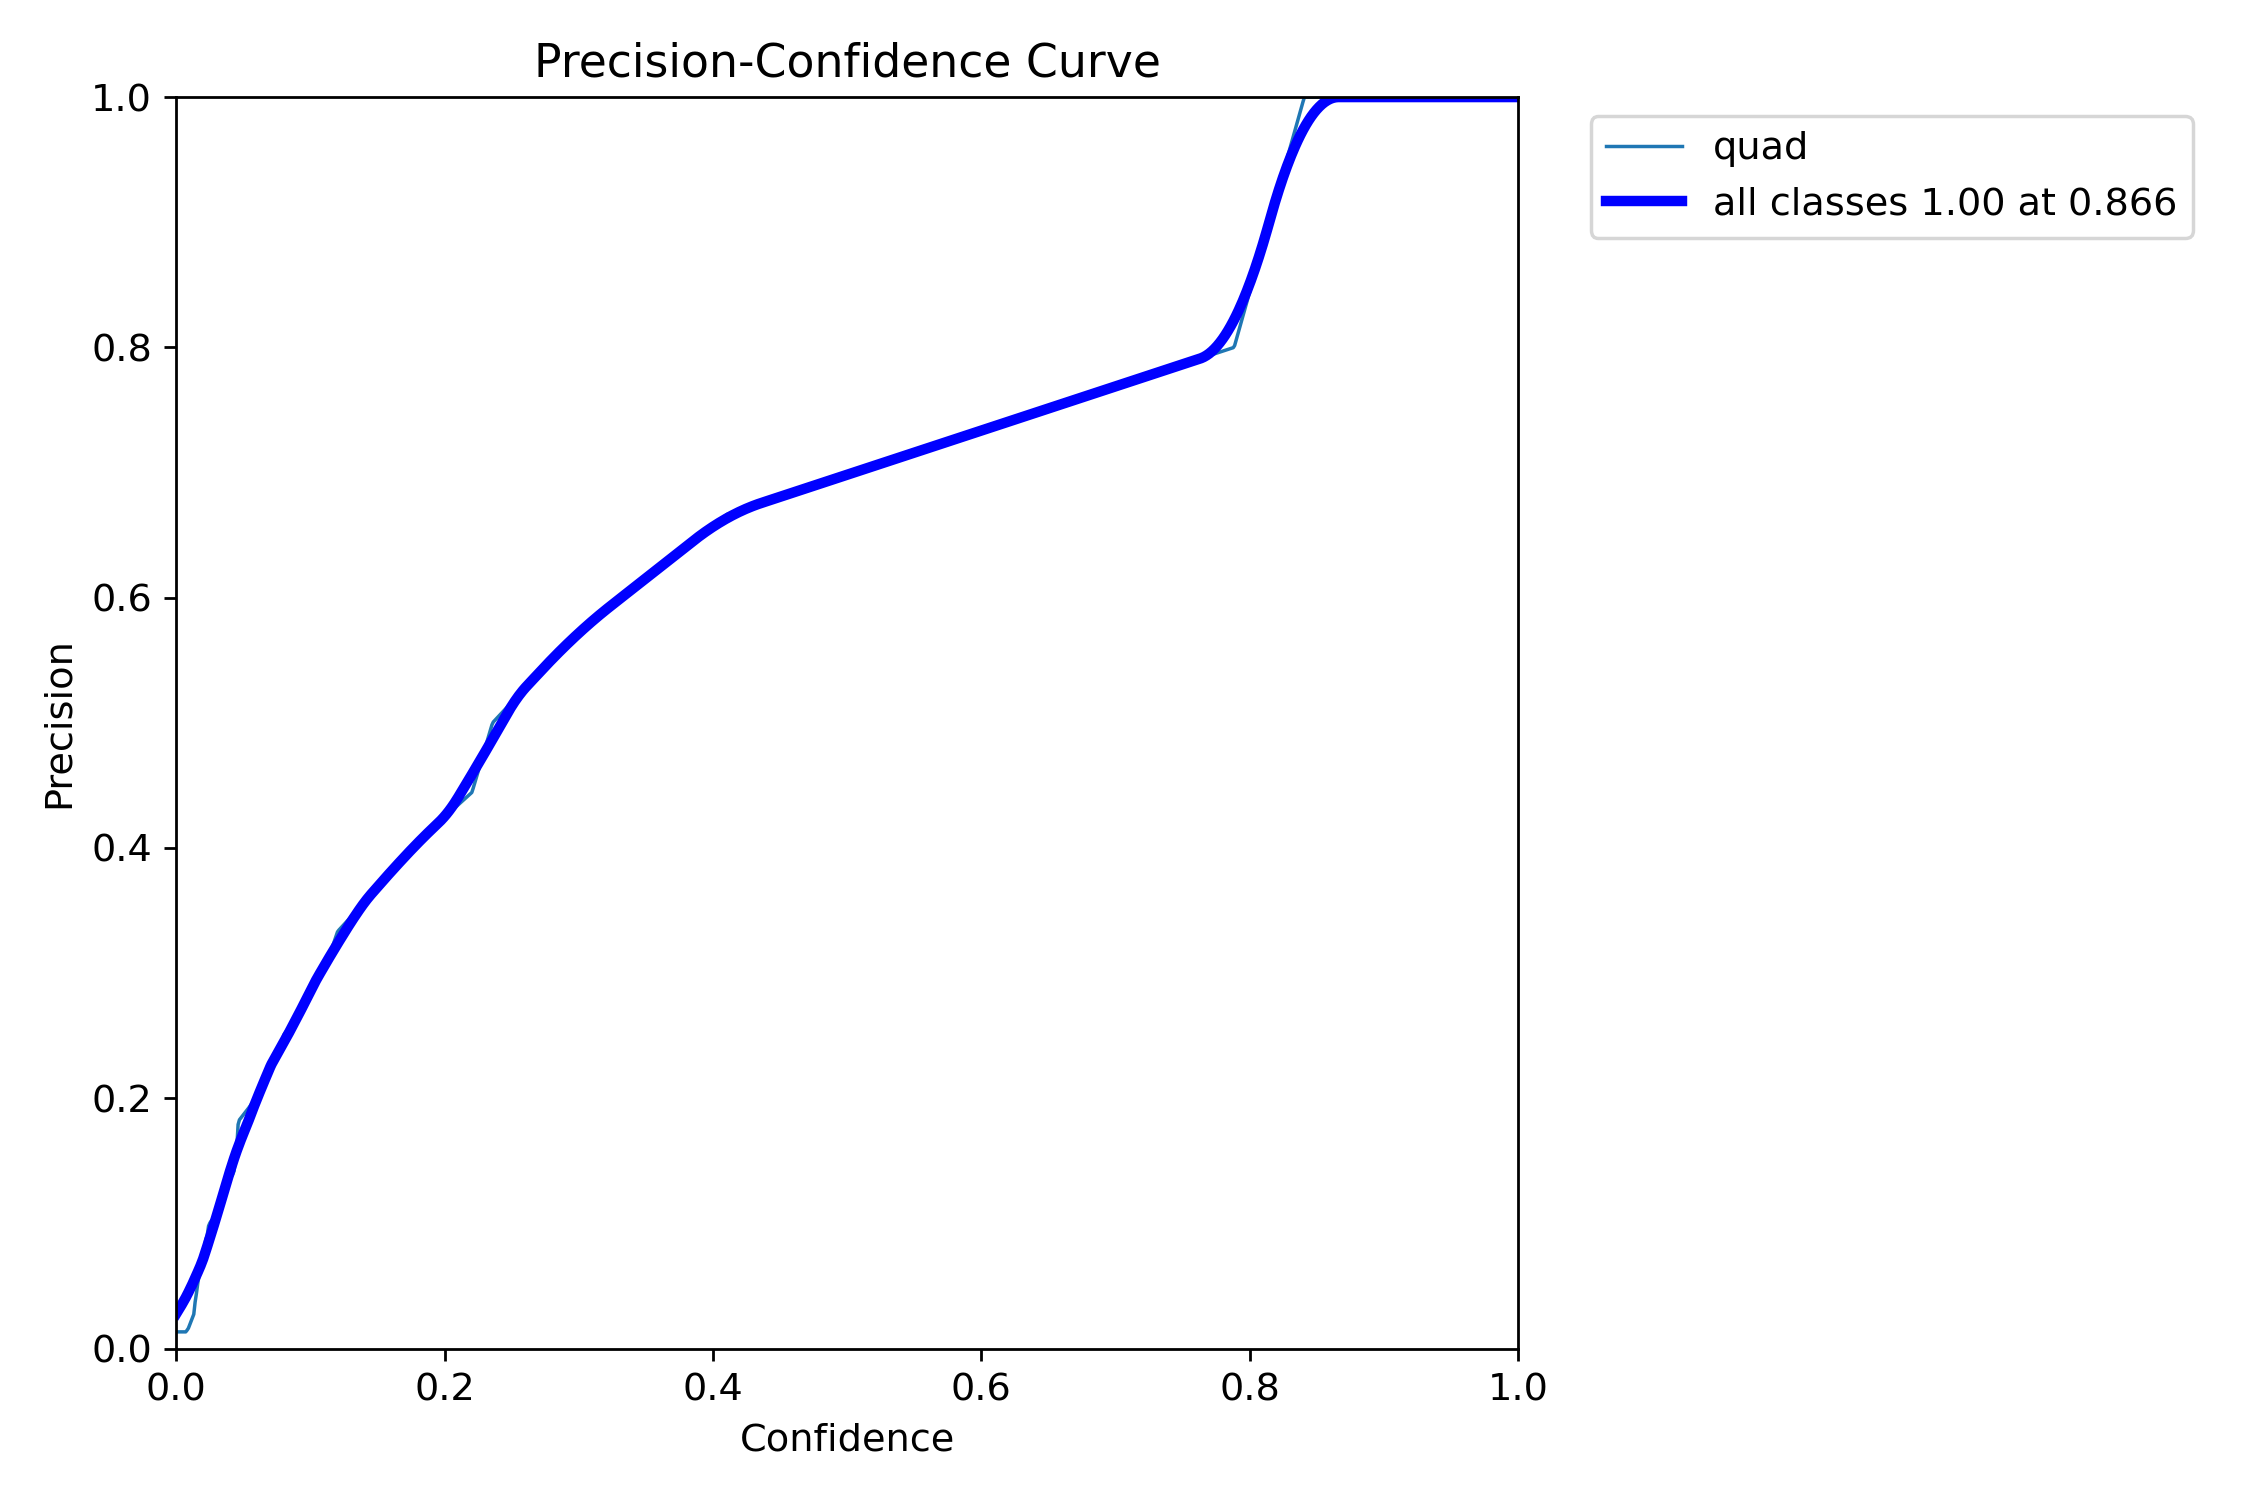 Precision-Confidence Curve
1.0
0.8
0.6
0.4
0.2
0.0
Precision
0.0 0.2 0.4 0.6 0.8 1.0
Confidence
quad
all classes 1.00 at 0.866